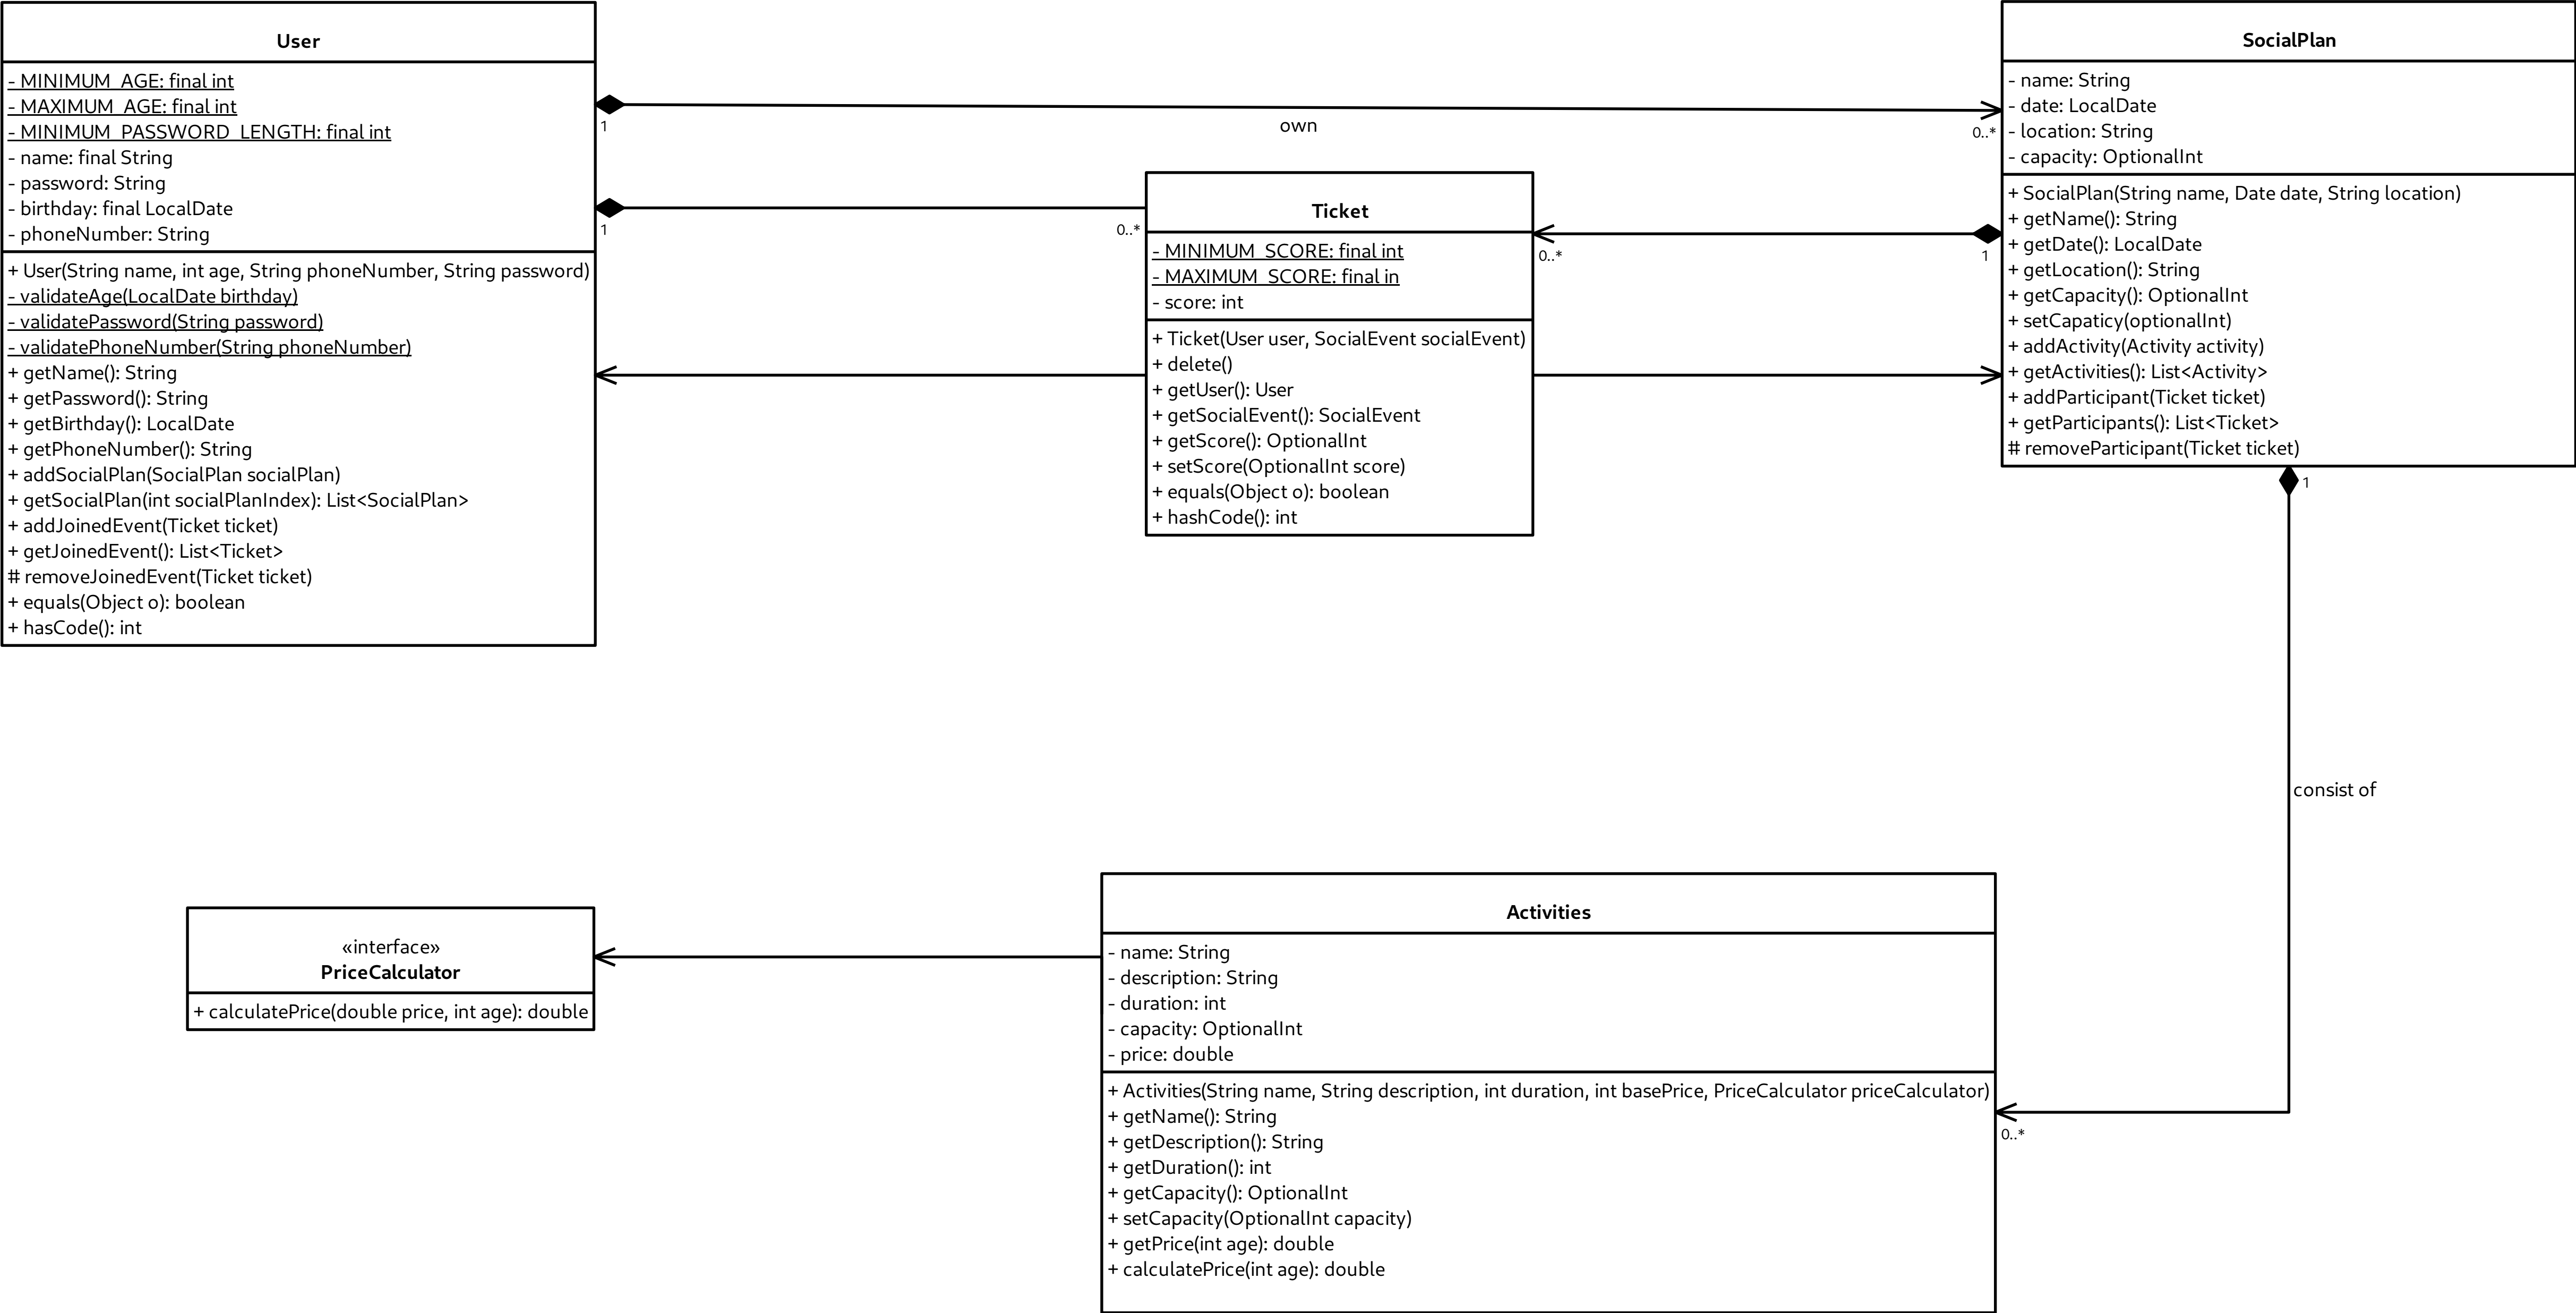 User
- MINIMUM_AGE: final int
- MAXIMUM_AGE: final int
- MINIMUM_PASSWORD_LENGTH: final int
- name: final String
- password: String
- birthday: final LocalDate
- phoneNumber: String
+ User(String name, int age, String phoneNumber, String password)
- validateAge(LocalDate birthday)
- validatePassword(String password)
- validatePhoneNumber(String phoneNumber)
+ getName(): String
+ getPassword(): String
+ getBirthday(): LocalDate
+ getPhoneNumber(): String
+ addSocialPlan(SocialPlan socialPlan)
+ getSocialPlan(int socialPlanIndex): List<SocialPlan>
+ addJoinedEvent(Ticket ticket)
+ getJoinedEvent(): List<Ticket>
# removeJoinedEvent(Ticket ticket)
+ equals(Object o): boolean
+ hasCode(): int
1
own
0..*
1
0..*
Ticket
- MINIMUM_SCORE: final int
- MAXIMUM_SCORE: final in
- score: int
+ Ticket(User user, SocialEvent socialEvent)
+ delete()
+ getUser(): User
+ getSocialEvent(): SocialEvent
+ getScore(): OptionalInt
+ setScore(OptionalInt score)
+ equals(Object o): boolean
+ hashCode(): int
0..*
1
SocialPlan
- name: String
- date: LocalDate
- location: String
- capacity: OptionalInt
+ SocialPlan(String name, Date date, String location)
+ getName(): String
+ getDate(): LocalDate
+ getLocation(): String
+ getCapacity(): OptionalInt
+ setCapaticy(optionalInt)
+ addActivity(Activity activity)
+ getActivities(): List<Activity>
+ addParticipant(Ticket ticket)
+ getParticipants(): List<Ticket>
# removeParticipant(Ticket ticket)
1
consist of
0..*
«interface»
PriceCalculator
+ calculatePrice(double price, int age): double
Activities
- name: String
- description: String
- duration: int
- capacity: OptionalInt
- price: double
+ Activities(String name, String description, int duration, int basePrice, PriceCalculator priceCalculator)
+ getName(): String
+ getDescription(): String
+ getDuration(): int
+ getCapacity(): OptionalInt
+ setCapacity(OptionalInt capacity)
+ getPrice(int age): double
+ calculatePrice(int age): double